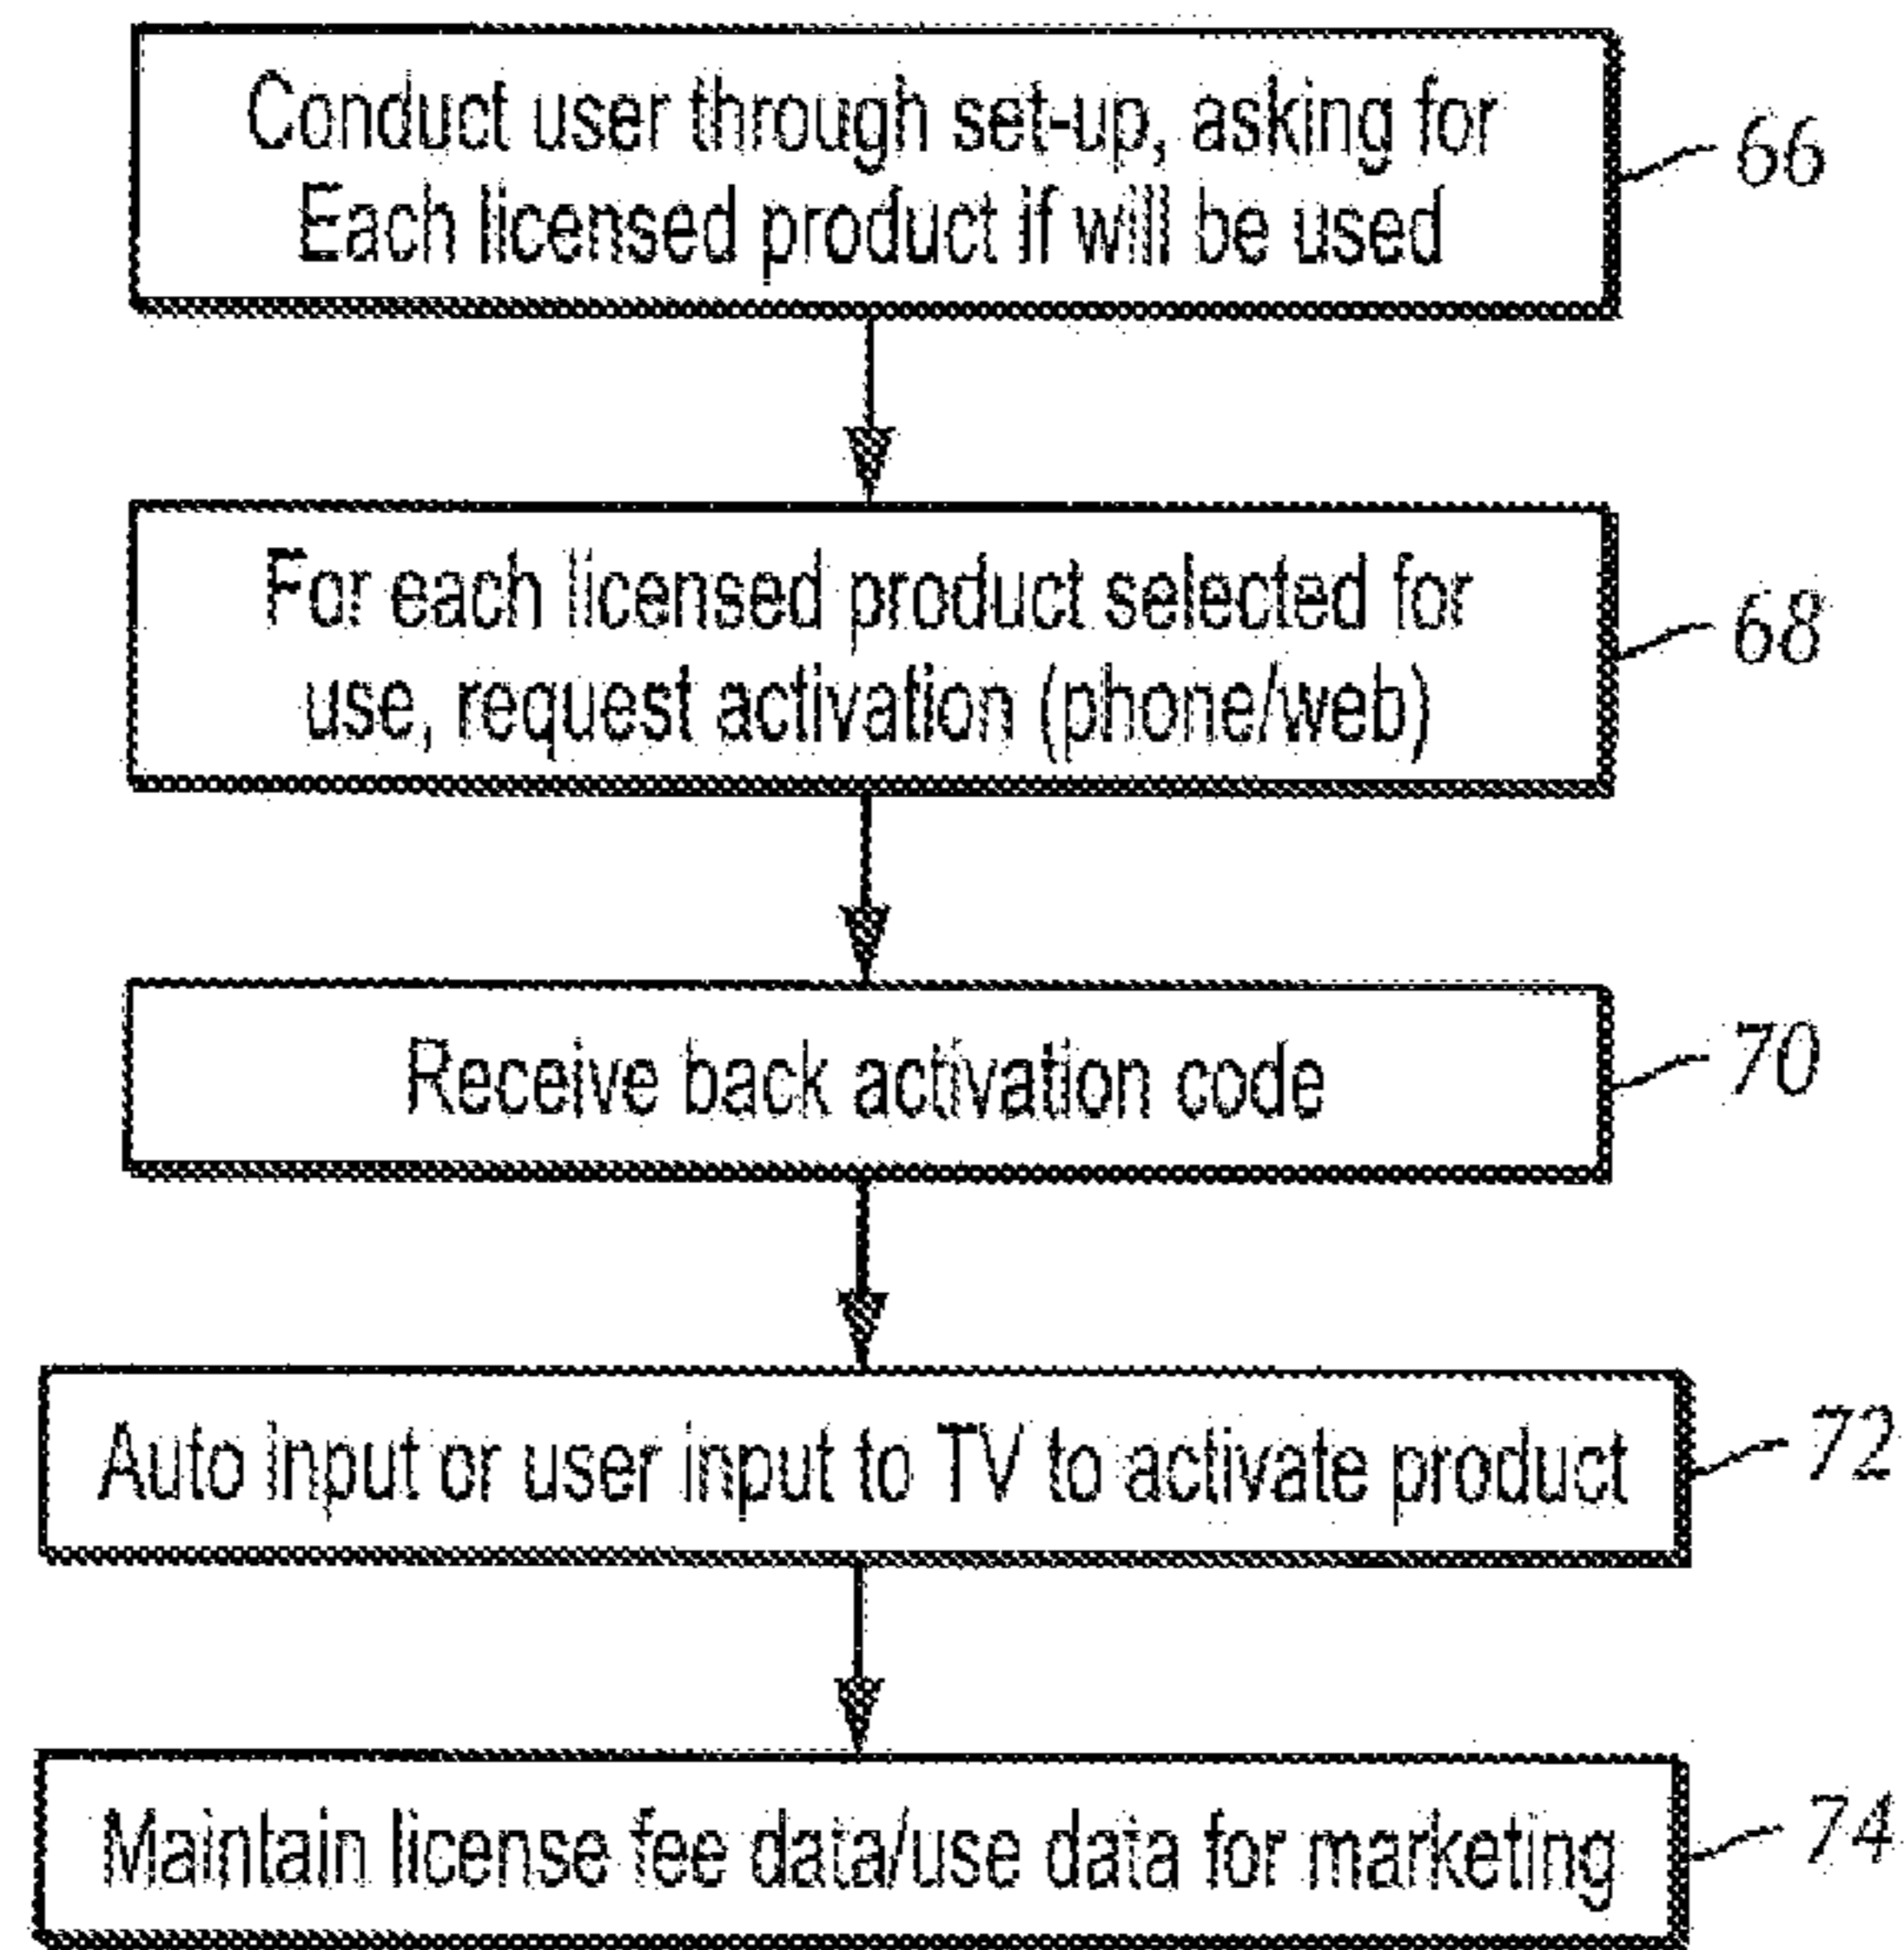 Conduct user through set-up, asking for
Each licensed product if will be used
66
For each licensed product selected for
use, request activation (phone/web)
68
Receive back activation code
70
Auto input or user input to TV to activate product
72
Maintain license fee data/use data for marketing
74